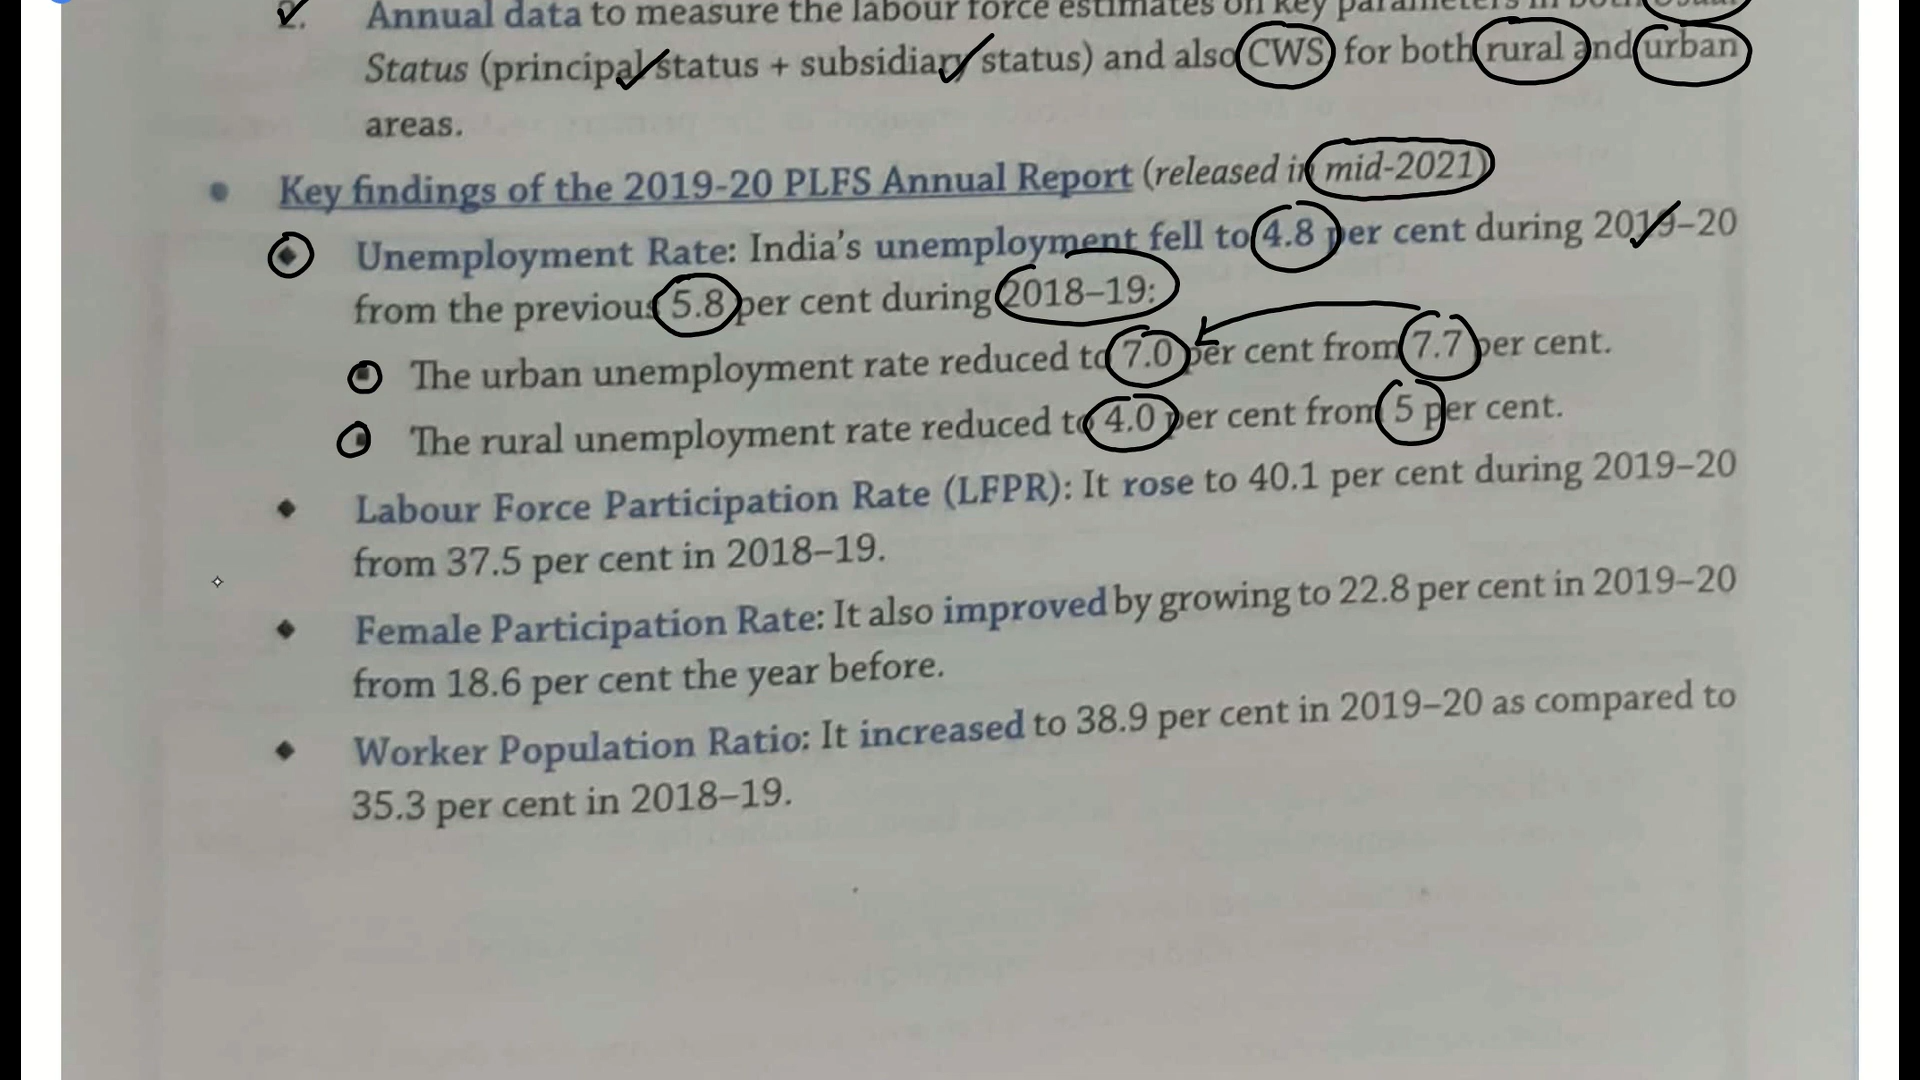 2. Annual data to measure the labour force estimates on key parameters in both Usual
Status (principal status + subsidiary status) and also CWS for both rural and urban
areas.
Key findings of the 2019-20 PLFS Annual Report (released in mid-2021)
Unemployment Rate: India's unemployment fell to 4.8 per cent during 2019–20
from the previous 5.8 per cent during 2018–19:
The urban unemployment rate reduced to 7.0 per cent from 7.7 per cent.
The rural unemployment rate reduced to 4.0 per cent from 5 per cent.
Labour Force Participation Rate (LFPR): It rose to 40.1 per cent during 2019–20
from 37.5 per cent in 2018–19.
Female Participation Rate: It also improved by growing to 22.8 per cent in 2019–20
from 18.6 per cent the year before.
Worker Population Ratio: It increased to 38.9 per cent in 2019–20 as compared to
35.3 per cent in 2018–19.